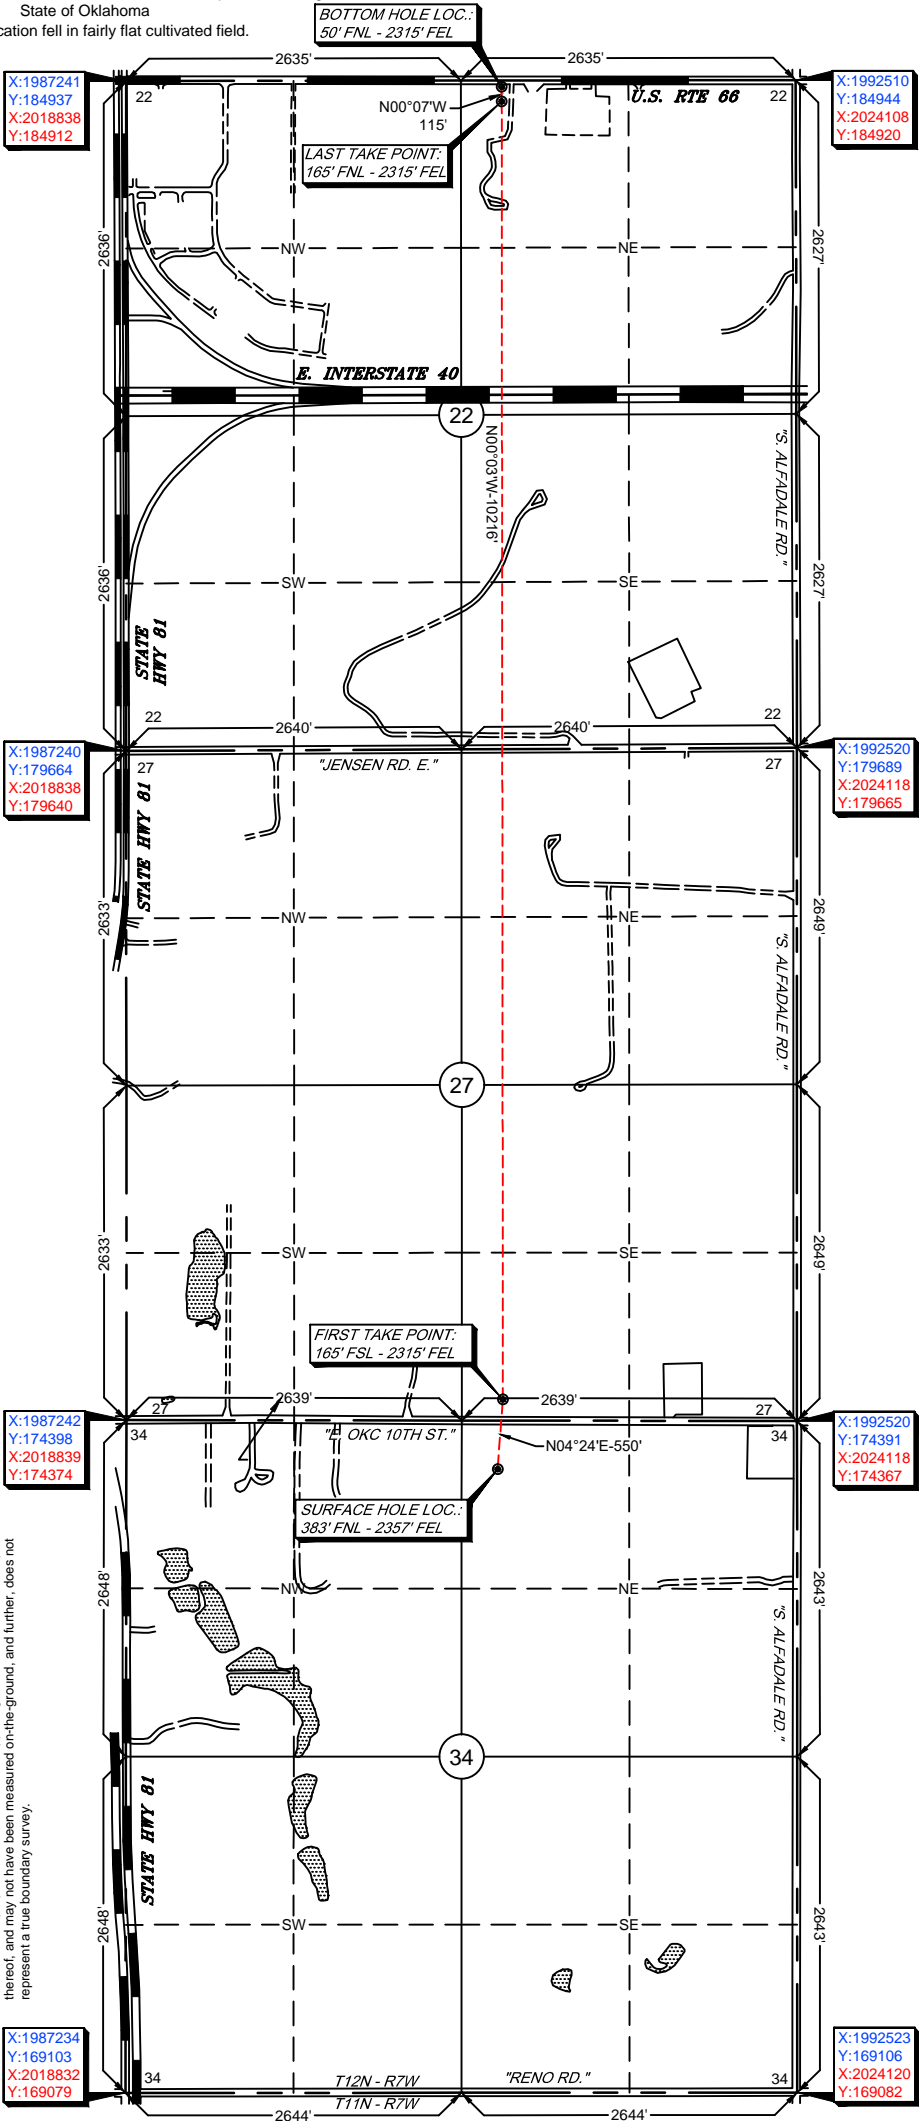 State of Oklahoma
cation fell in fairly flat cultivated field.
BOTTOM HOLE LOC.:
50' FNL - 2315' FEL
2635'
2635'
X:1987241
Y:184937
X:2018838
Y:184912
22
N00°07'W
115'
U.S. RTE 66
22
X:1992510
Y:184944
X:2024108
Y:184920
LAST TAKE POINT:
165' FNL - 2315' FEL
2636'
NW
NE
2627'
E. INTERSTATE 40
22
N00°03'W-10216'
"S. ALFADALE RD."
2636'
SW
SE
2627'
STATE
HWY 81
22
2640'
2640'
22
X:1987240
Y:179664
X:2018838
Y:179640
27
"JENSEN RD. E."
27
X:1992520
Y:179689
X:2024118
Y:179665
STATE HWY 81
2633'
NW
NE
2649'
"S. ALFADALE RD."
27
2633'
SW
SE
2649'
FIRST TAKE POINT:
165' FSL - 2315' FEL
27
2639'
2639'
27
X:1987242
Y:174398
X:2018839
Y:174374
34
"E OKC 10TH ST."
N04°24'E-550'
34
X:1992520
Y:174391
X:2024118
Y:174367
SURFACE HOLE LOC.:
383' FNL - 2357' FEL
thereof, and may not have been measured on-the-ground, and further, does not
represent a true boundary survey.
2648'
NW
NE
2643'
"S. ALFADALE RD."
34
STATE HWY 81
2648'
SW
SE
2643'
X:1987234
Y:169103
X:2018832
Y:169079
34
T12N - R7W
"RENO RD."
34
T11N - R7W
X:1992523
Y:169106
X:2024120
Y:169082
2644'
2644'